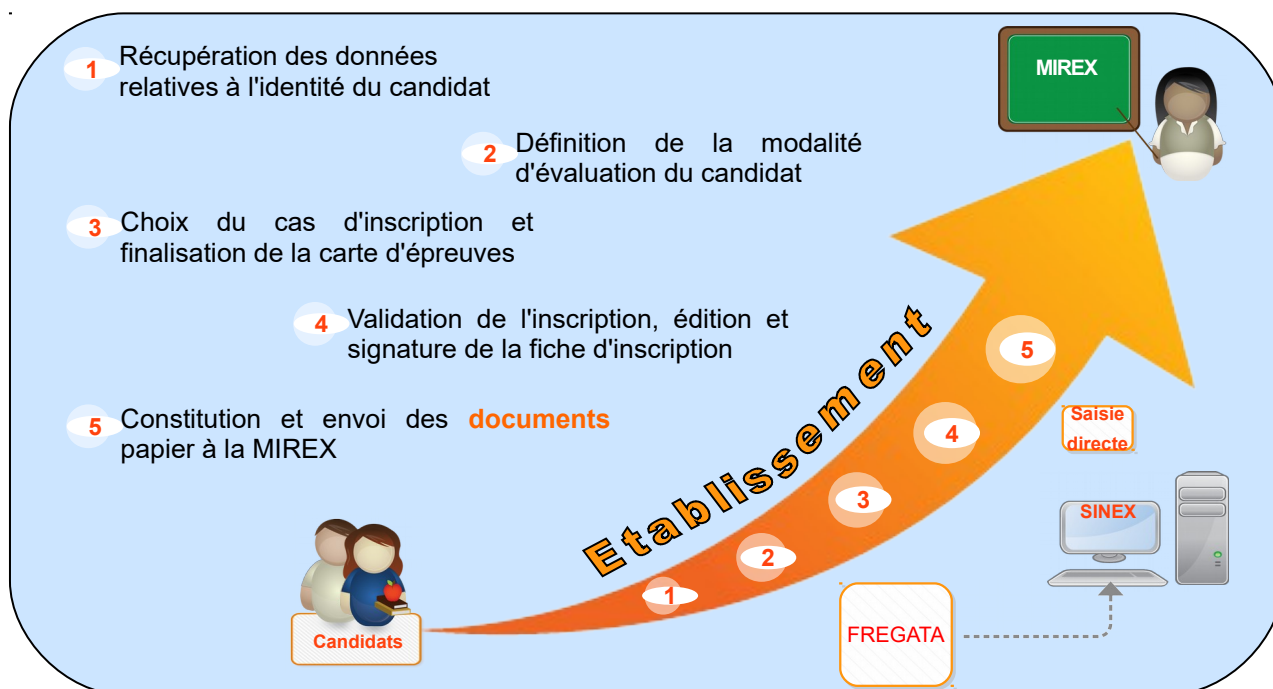 1 Récupération des données
relatives à l'identité du candidat
MIREX
2 Définition de la modalité
d'évaluation du candidat
3 Choix du cas d'inscription et
finalisation de la carte d'épreuves
4 Validation de l'inscription, édition et
signature de la fiche d'inscription
5 Constitution et envoi des documents
papier à la MIREX
Etablissement
5
4
3
2
1
Saisie
directe
SINEX
FREGATA
Candidats